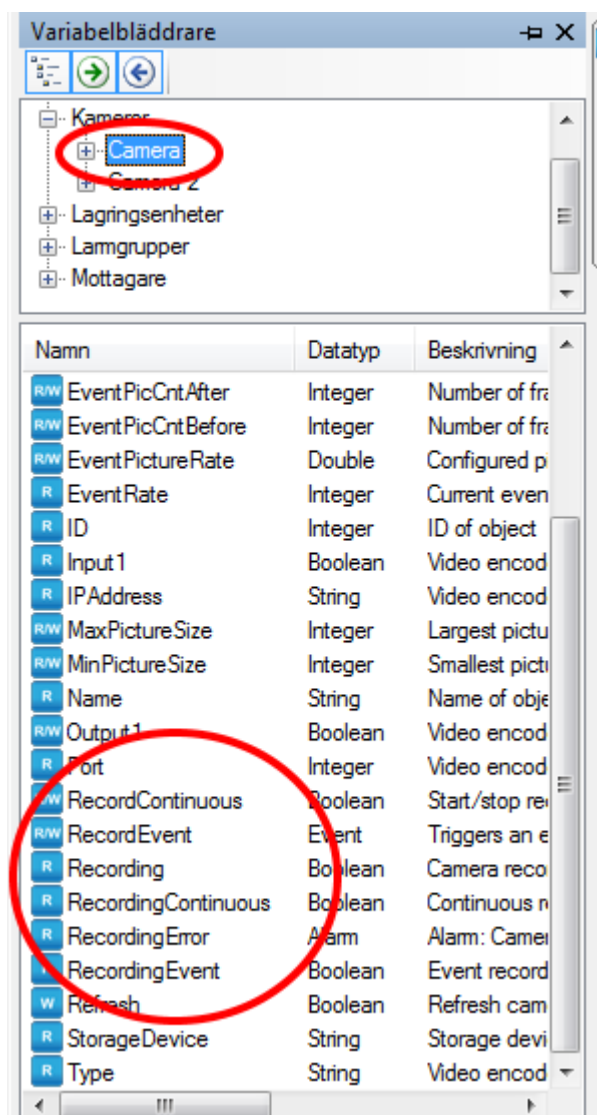 Variabelbläddrare
Kameror
Camera
Camera 2
Lagringsenheter
Larmgrupper
Mottagare
Namn Datatyp Beskrivning
R/W EventPicCntAfter Integer Number of fra
R/W EventPicCntBefore Integer Number of fra
R/W EventPictureRate Double Configured pi
R EventRate Integer Current even
R ID Integer ID of object
R Input1 Boolean Video encod
R IPAddress String Video encod
R/W MaxPictureSize Integer Largest pictu
R/W MinPictureSize Integer Smallest pictu
R Name String Name of obje
R/W Output1 Boolean Video encod
R Port Integer Video encod
R/W RecordContinuous Boolean Start/stop rec
R/W RecordEvent Event Triggers an e
R Recording Boolean Camera reco
R RecordingContinuous Boolean Continuous re
R RecordingError Alarm Alarm: Camer
RecordingEvent Boolean Event record
W Refresh Boolean Refresh cam
R StorageDevice String Storage devi
R Type String Video encod